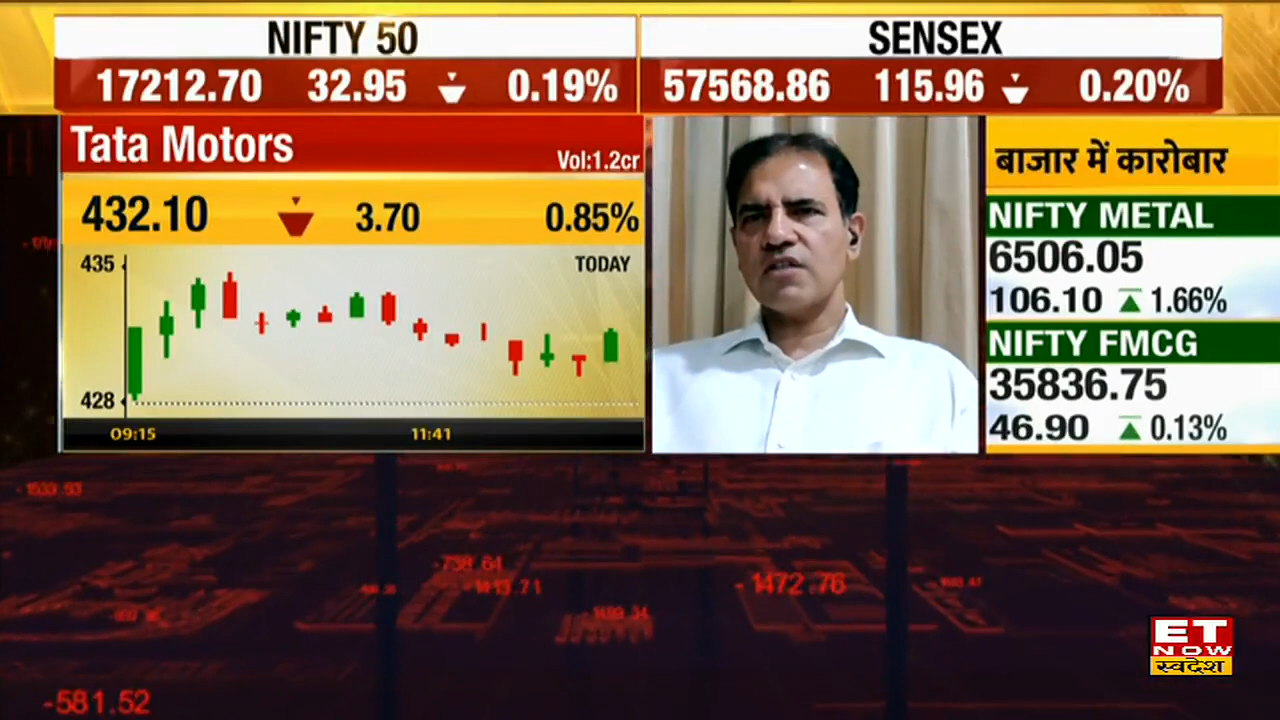 NIFTY 50
17212.70 32.95 0.19%
SENSEX
57568.86 115.96 0.20%
Tata Motors
Vol:1.2cr
432.10 3.70 0.85%
435
TODAY
428
09:15 11:41
बाजार में कारोबार
NIFTY METAL
6506.05
106.10 1.66%
NIFTY FMCG
35836.75
46.90 0.13%
-738.64
-1472.76
-581.52
ET
NOW
स्वदेश